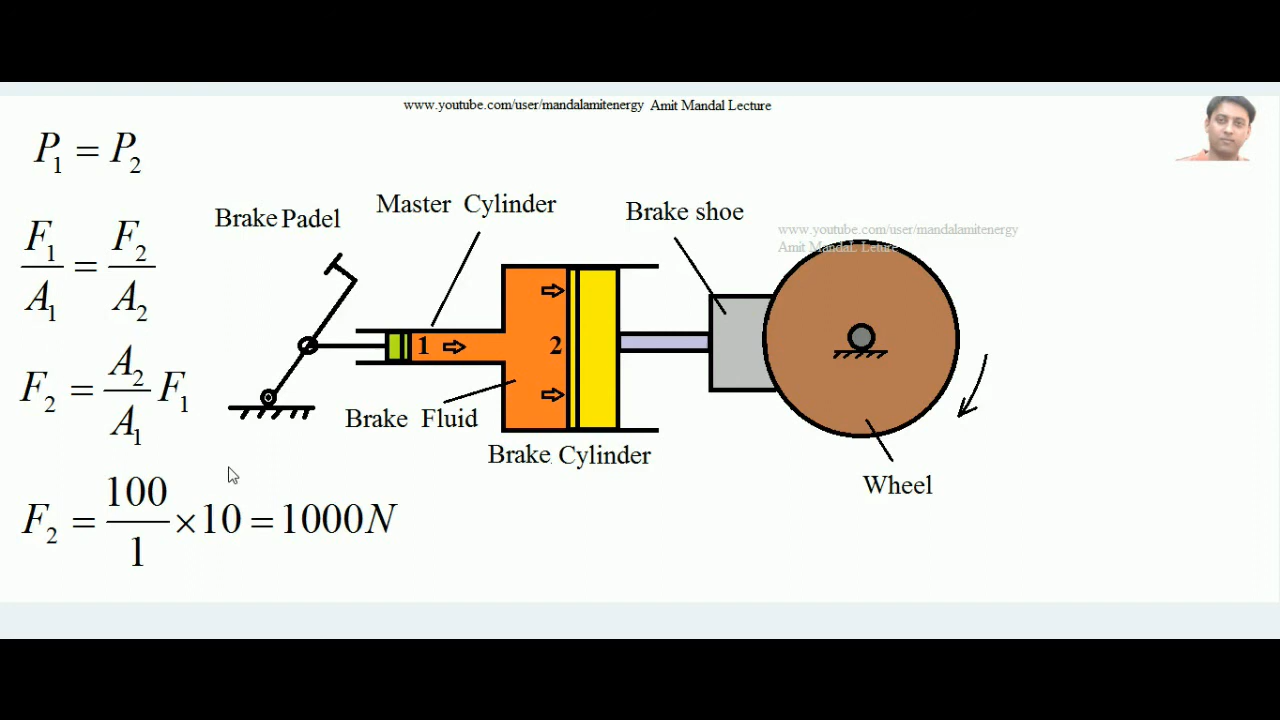 www.youtube.com/user/mandalamitenergy Amit Mandal Lecture
P₁ = P₂
F₁/A₁ = F₂/A₂
F₂ = A₂/A₁ F₁
F₂ = 100/1 × 10 = 1000N
Brake Padel
Master Cylinder
Brake shoe
www.youtube.com/user/mandalamitenergy
Amit Mandal Leture
1
2
Brake Fluid
Brake Cylinder
Wheel